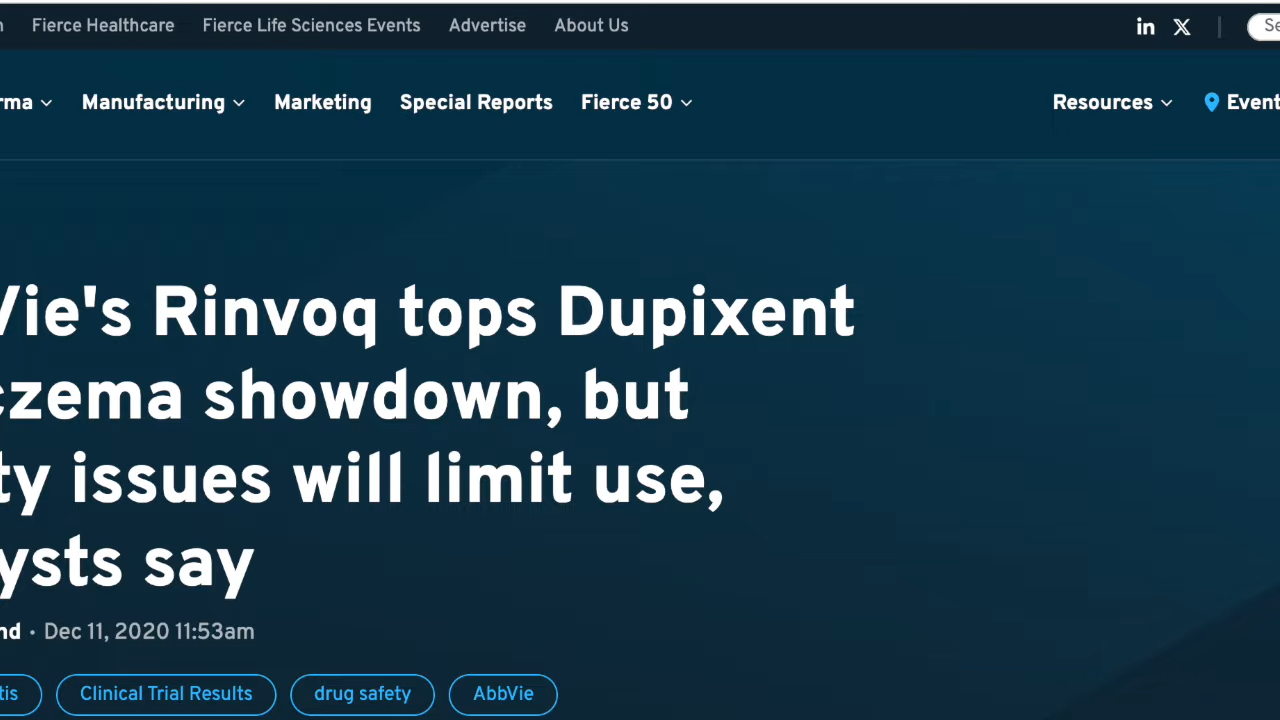 Fierce Healthcare Fierce Life Sciences Events Advertise About Us in X Se
rma Manufacturing Marketing Special Reports Fierce 50 Resources Event
Vie's Rinvoq tops Dupixent
czema showdown, but
ty issues will limit use,
ysts say
nd · Dec 11, 2020 11:53am
tis Clinical Trial Results drug safety AbbVie